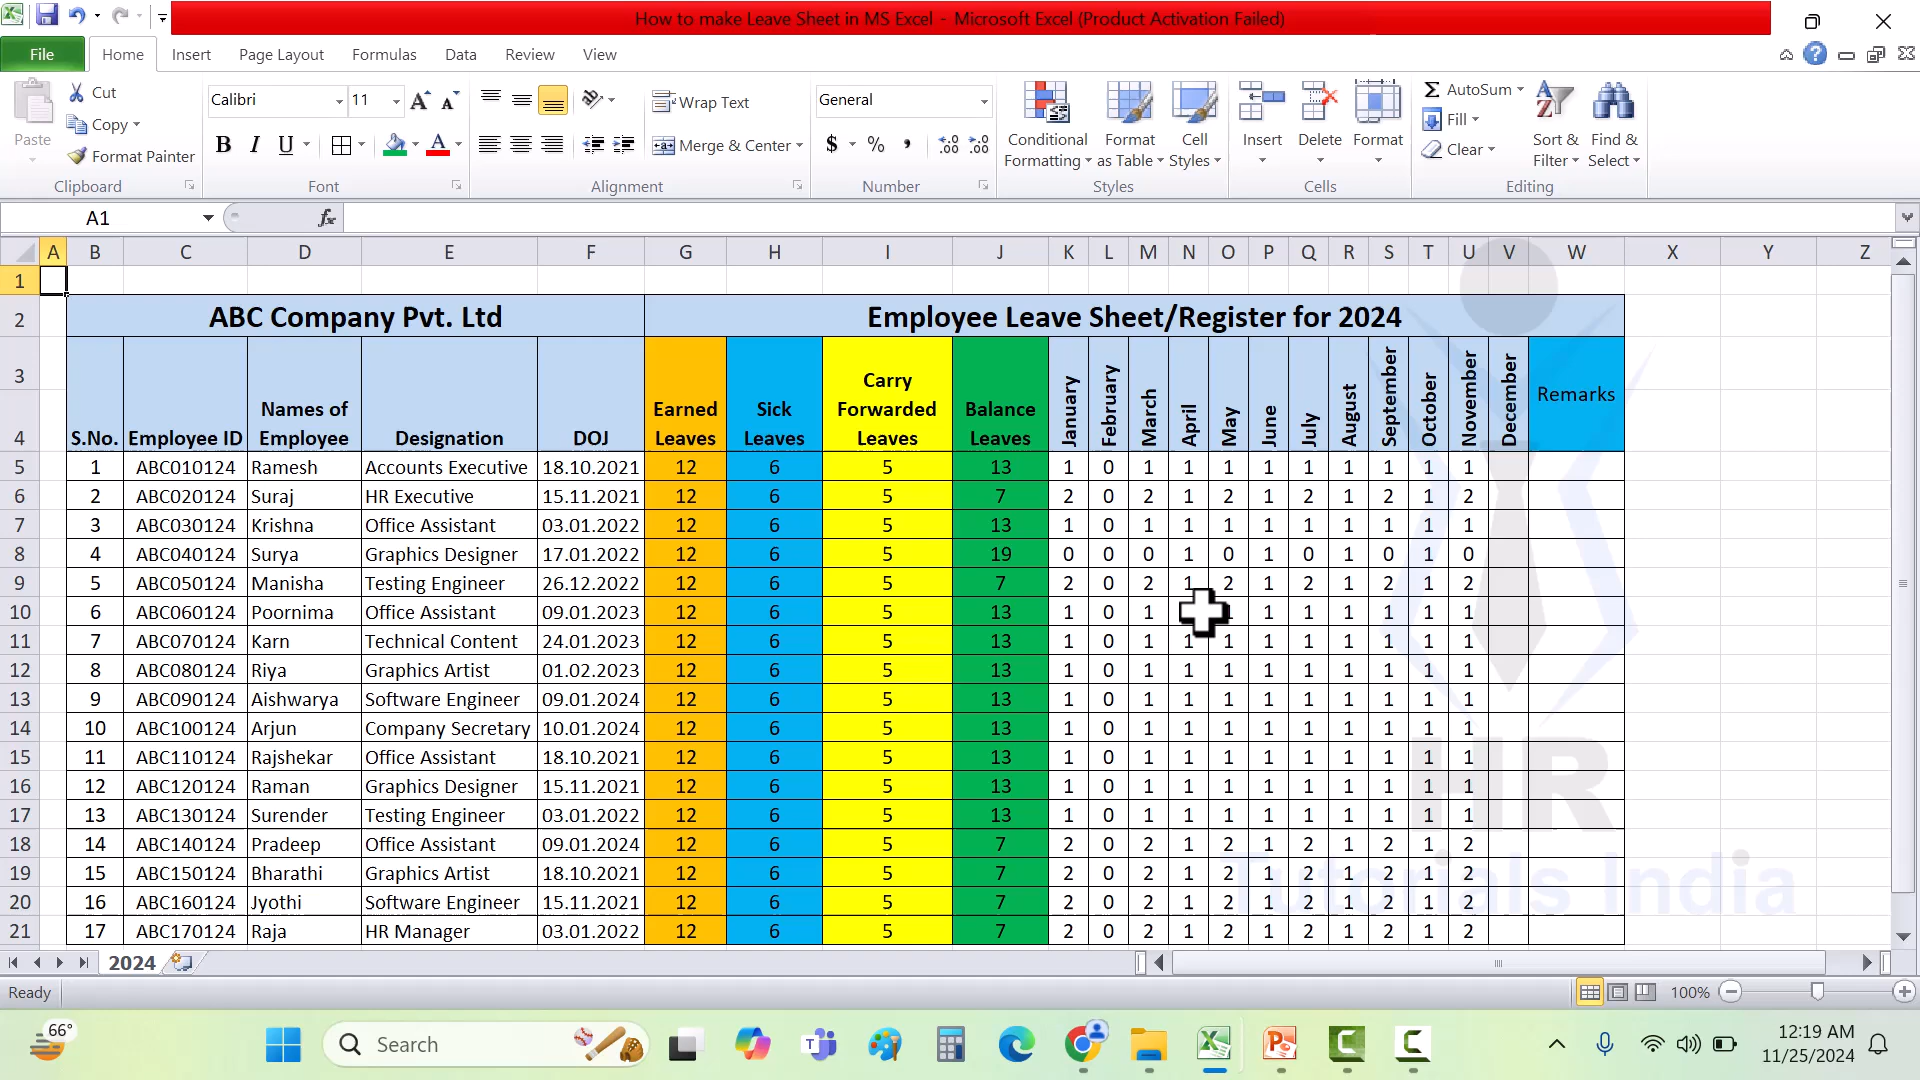 How to make Leave Sheet in MS Excel - Microsoft Excel (Product Activation Failed)
File Home Insert Page Layout Formulas Data Review View
Paste Cut Copy Format Painter
Clipboard
Calibri 11
B I U
Font
Wrap Text
Merge & Center
Alignment
General
$ % ,
Number
Conditional Formatting
Format as Table
Cell Styles
Styles
Insert Delete Format
Cells
AutoSum
Fill
Clear
Sort & Filter
Find & Select
Editing
A1 fx
A B C D E F G H I J K L M N O P Q R S T U V W X Y Z
1
2 ABC Company Pvt. Ltd Employee Leave Sheet/Register for 2024
3
4 S.No. Employee ID Names of Employee Designation DOJ Earned Leaves Sick Leaves Carry Forwarded Leaves Balance Leaves January February March April May June July August September October November December Remarks
5 1 ABC010124 Ramesh Accounts Executive 18.10.2021 12 6 5 13 1 0 1 1 1 1 1 1 1 1 1
6 2 ABC020124 Suraj HR Executive 15.11.2021 12 6 5 7 2 0 2 1 2 1 2 1 2 1 2
7 3 ABC030124 Krishna Office Assistant 03.01.2022 12 6 5 13 1 0 1 1 1 1 1 1 1 1 1
8 4 ABC040124 Surya Graphics Designer 17.01.2022 12 6 5 19 0 0 0 1 0 1 0 1 0 1 0
9 5 ABC050124 Manisha Testing Engineer 26.12.2022 12 6 5 7 2 0 2 1 2 1 2 1 2 1 2
10 6 ABC060124 Poornima Office Assistant 09.01.2023 12 6 5 13 1 0 1 1 1 1 1 1 1
11 7 ABC070124 Karn Technical Content 24.01.2023 12 6 5 13 1 0 1 1 1 1 1 1 1 1 1
12 8 ABC080124 Riya Graphics Artist 01.02.2023 12 6 5 13 1 0 1 1 1 1 1 1 1 1 1
13 9 ABC090124 Aishwarya Software Engineer 09.01.2024 12 6 5 13 1 0 1 1 1 1 1 1 1 1 1
14 10 ABC100124 Arjun Company Secretary 10.01.2024 12 6 5 13 1 0 1 1 1 1 1 1 1 1 1
15 11 ABC110124 Rajshekar Office Assistant 18.10.2021 12 6 5 13 1 0 1 1 1 1 1 1 1 1 1
16 12 ABC120124 Raman Graphics Designer 15.11.2021 12 6 5 13 1 0 1 1 1 1 1 1 1 1 1
17 13 ABC130124 Surender Testing Engineer 03.01.2022 12 6 5 13 1 0 1 1 1 1 1 1 1 1 1
18 14 ABC140124 Pradeep Office Assistant 09.01.2024 12 6 5 7 2 0 2 1 2 1 2 1 2 1 2
19 15 ABC150124 Bharathi Graphics Artist 18.10.2021 12 6 5 7 2 0 2 1 2 1 2 1 2 1 2
20 16 ABC160124 Jyothi Software Engineer 15.11.2021 12 6 5 7 2 0 2 1 2 1 2 1 2 1 2
21 17 ABC170124 Raja HR Manager 03.01.2022 12 6 5 7 2 0 2 1 2 1 2 1 2 1 2
HR
Tutorials India
2024
Ready 100%
66° Search 12:19 AM
11/25/2024